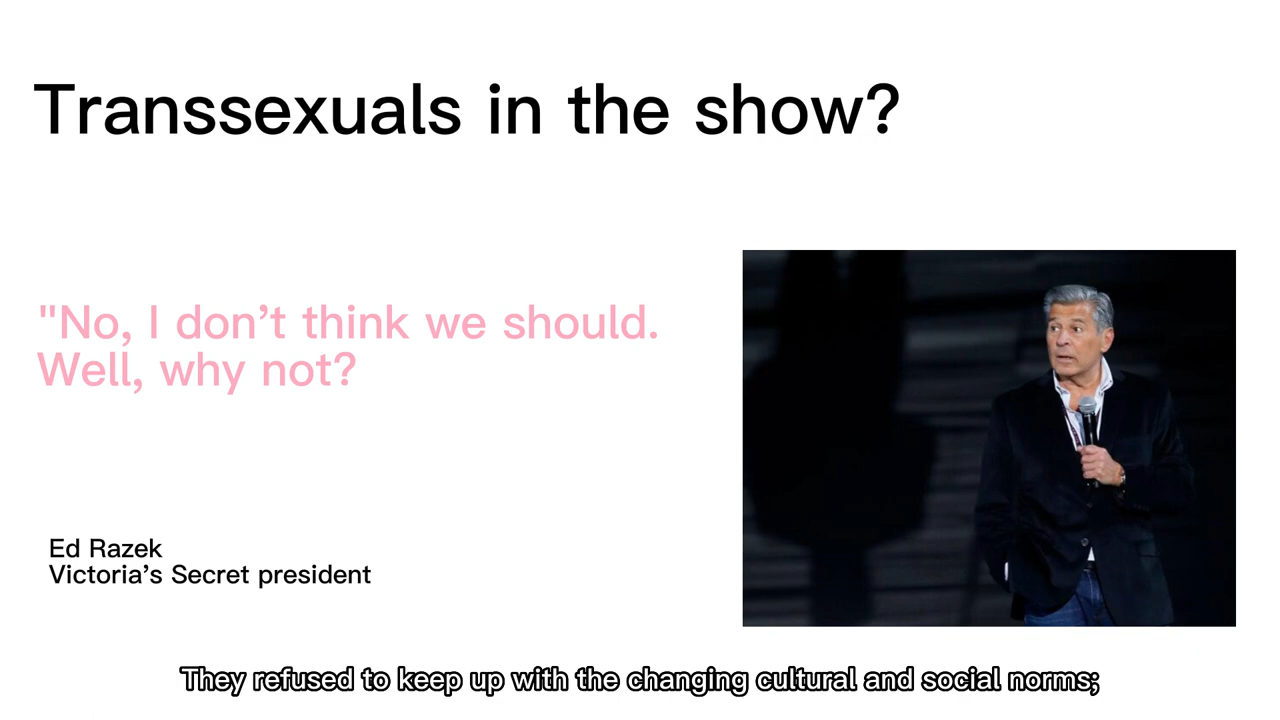 Transsexuals in the show?
"No, I don’t think we should.
Well, why not?
Ed Razek
Victoria’s Secret president
They refused to keep up with the changing cultural and social norms;